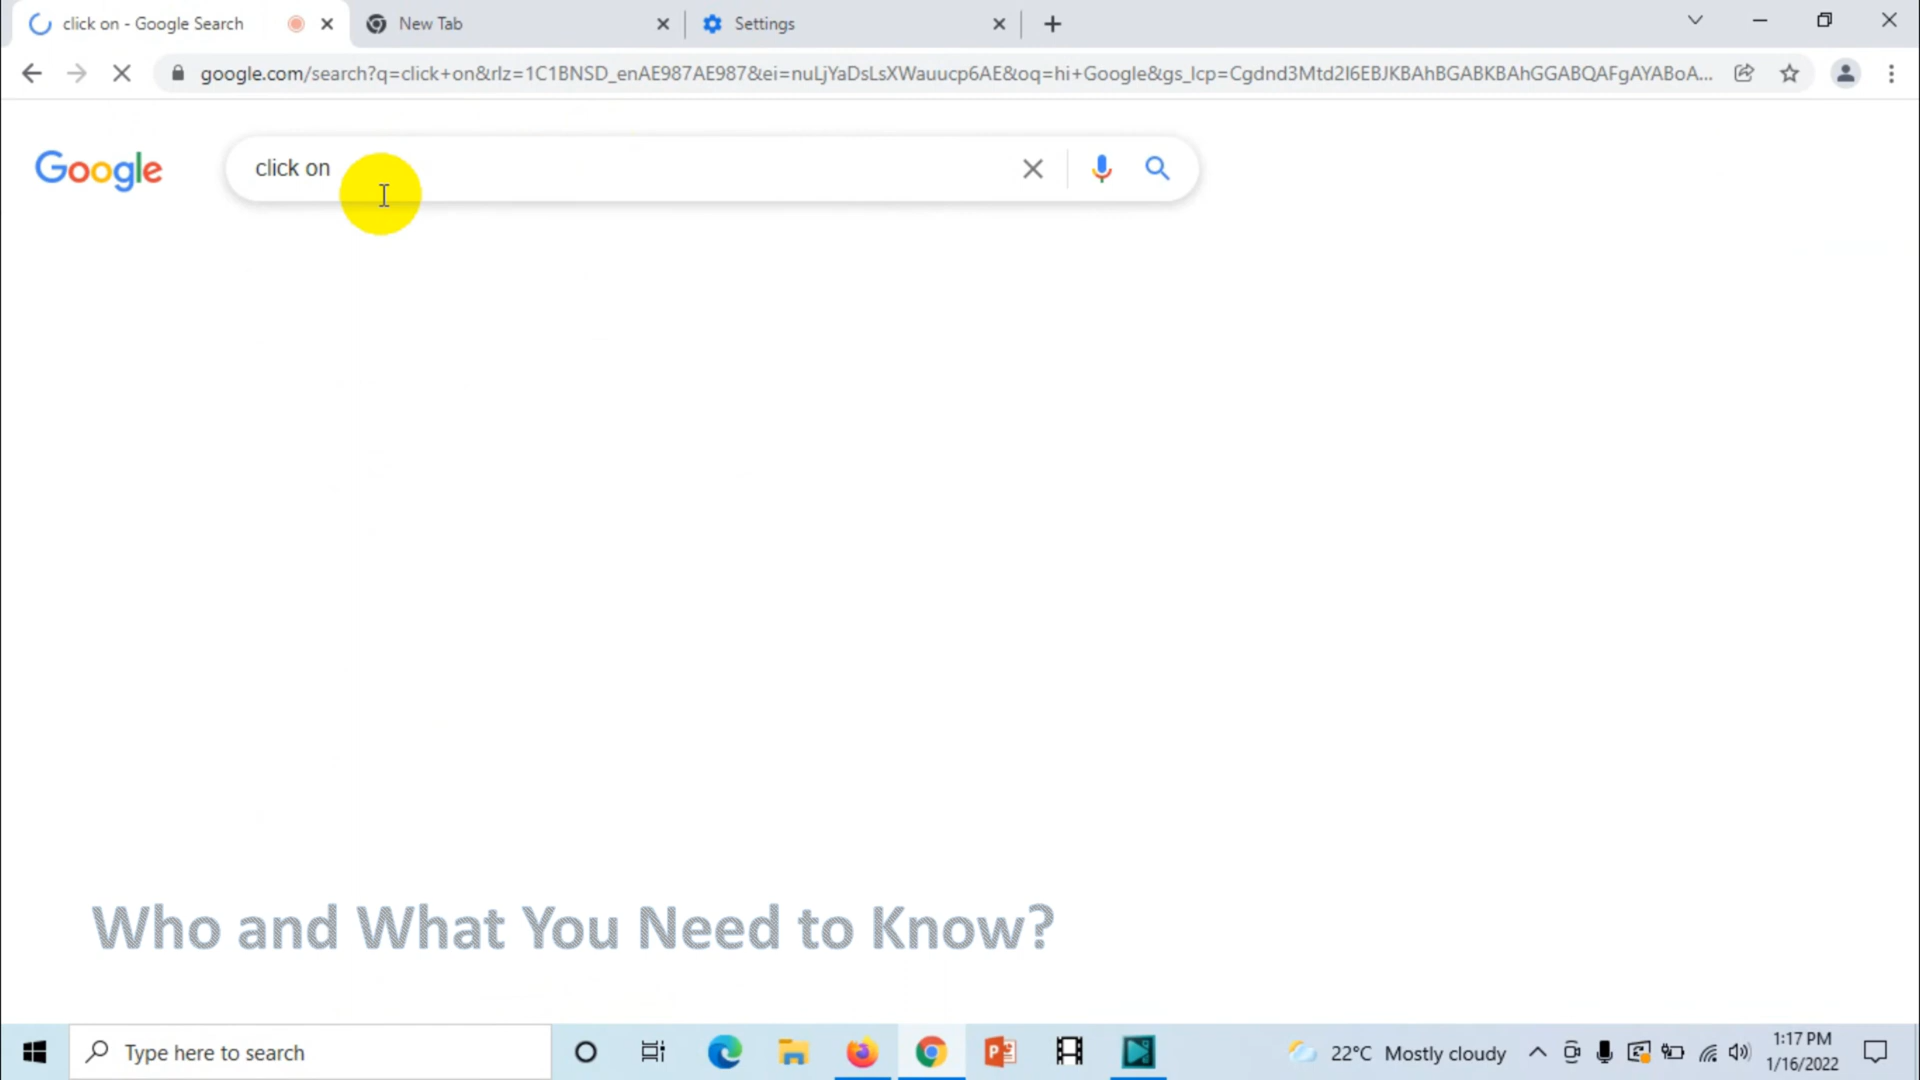 click on - Google Search
New Tab
Settings
google.com/search?q=click+on&rlz=1C1BNSD_enAE987AE987&ei=nuLjYaDsLsXWauucp6AE&oq=hi+Google&gs_lcp=Cgdnd3Mtd2l6EBJKBAhBGABKBAhGGABQAFgAYABoA...
Google
click on
Who and What You Need to Know?
Type here to search
22°C Mostly cloudy
1:17 PM
1/16/2022